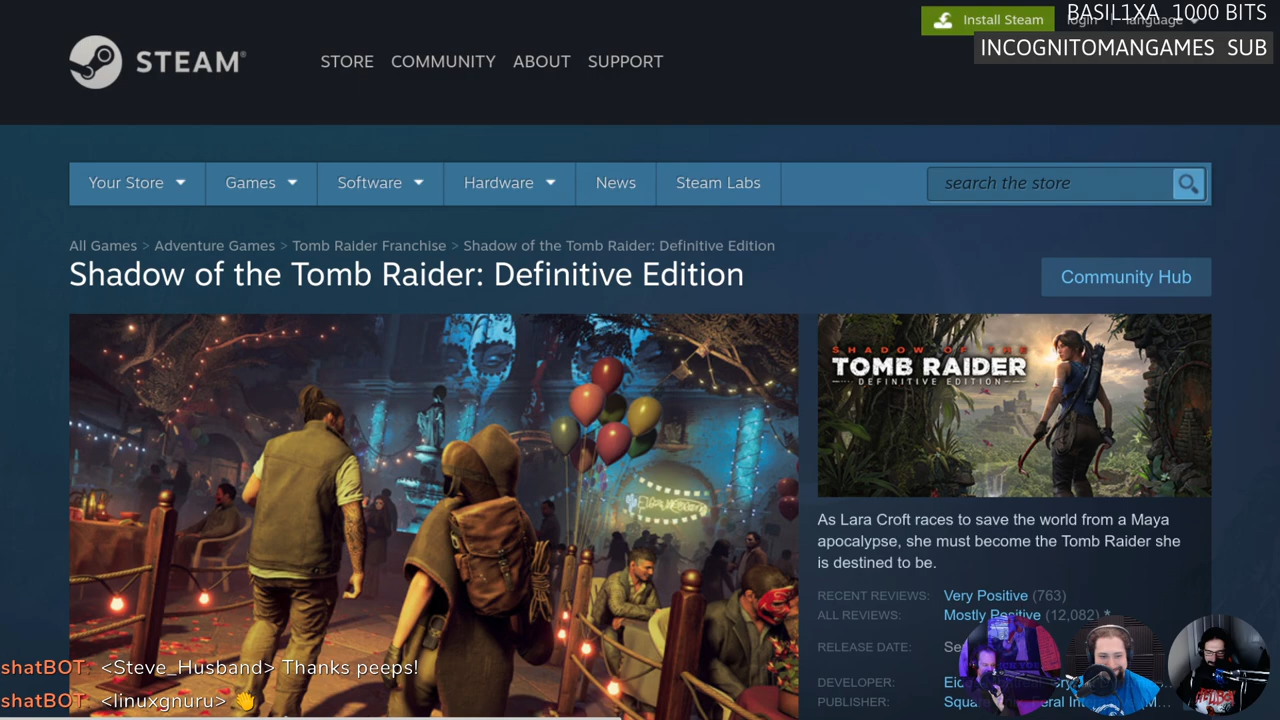 BASIL1XA 1000 BITS
Install Steam
login | language
INCOGNITOMANGAMES SUB
STEAM®
STORE COMMUNITY ABOUT SUPPORT
Your Store Games Software Hardware News Steam Labs
search the store
All Games > Adventure Games > Tomb Raider Franchise > Shadow of the Tomb Raider: Definitive Edition
Shadow of the Tomb Raider: Definitive Edition
Community Hub
SHADOW OF THE
TOMB RAIDER
DEFINITIVE EDITION
As Lara Croft races to save the world from a Maya
apocalypse, she must become the Tomb Raider she
is destined to be.
RECENT REVIEWS: Very Positive (763)
ALL REVIEWS: Mostly Positive (12,082) *
RELEASE DATE:
DEVELOPER:
PUBLISHER:
shatBOT: <Steve_Husband> Thanks peeps!
shatBOT: <linuxgnuru> 👋